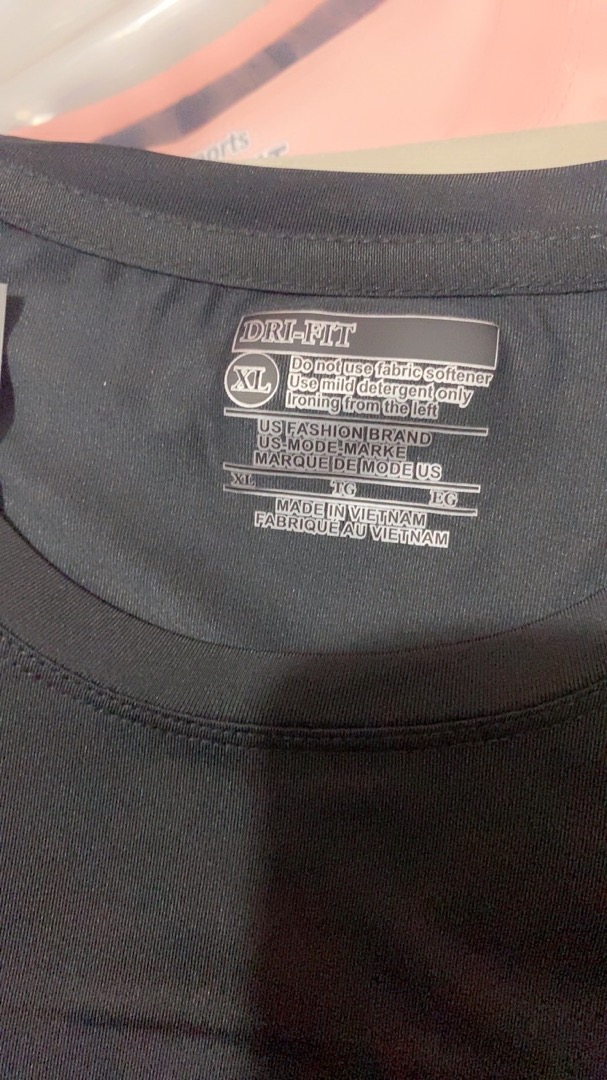 DRI-FIT
XL
Do not use fabric softener
Use mild detergent only
Ironing from the left
US FASHION BRAND
US-MODE-MARKE
MARQUE DE MODE US
XL TG EG
MADE IN VIETNAM
FABRIQUÉ AU VIETNAM